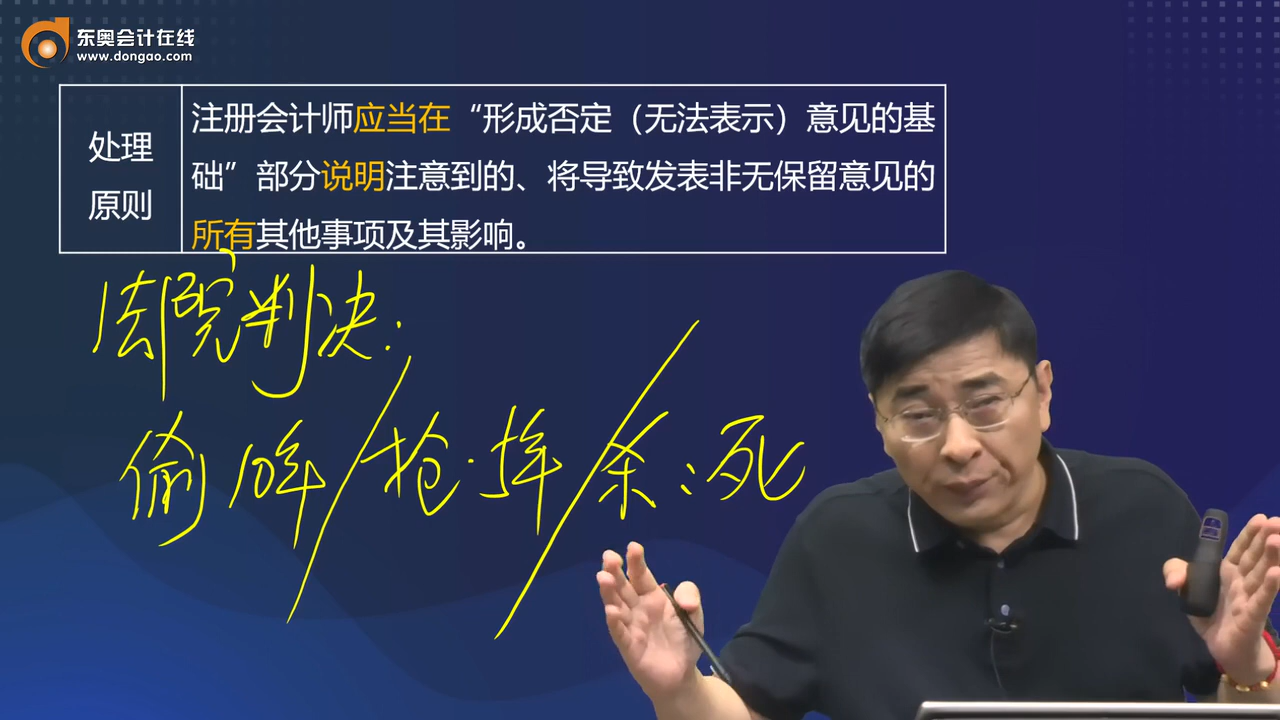 东奥会计在线
www.dongao.com
处理
原则
注册会计师应当在“形成否定（无法表示）意见的基
础”部分说明注意到的、将导致发表非无保留意见的
所有其他事项及其影响。
法院判决：
偷10年/抢：5年/杀：死